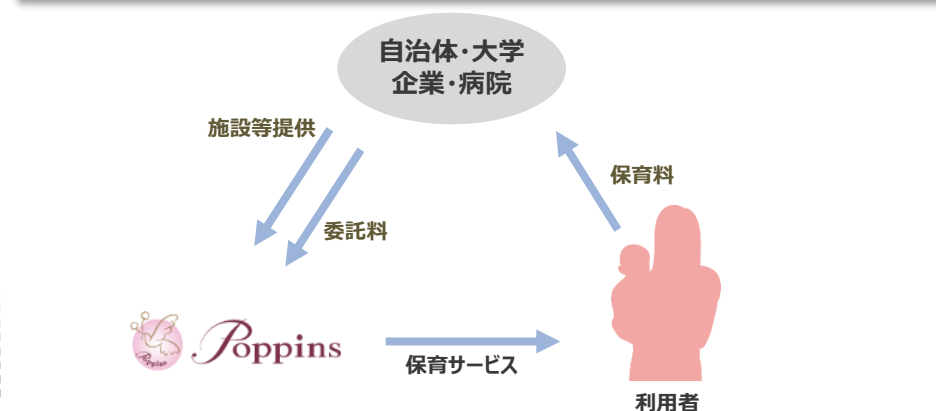 自治体・大学
企業・病院
施設等提供
保育料
委託料
Poppins
Poppins
保育サービス
利用者